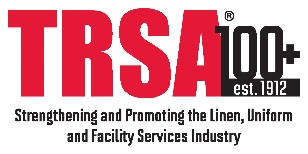 TRSA® 100+
est. 1912
Strengthening and Promoting the Linen, Uniform
and Facility Services Industry